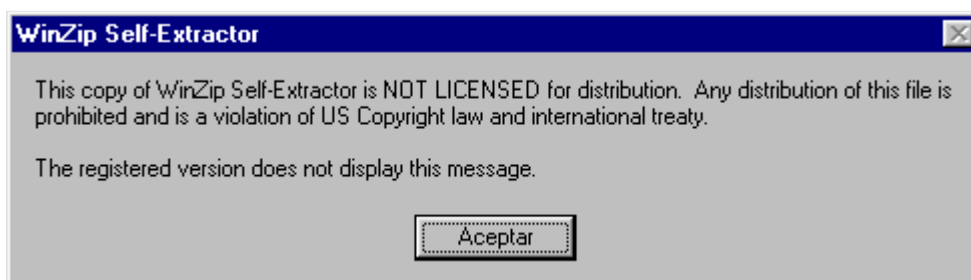 WinZip Self-Extractor
This copy of WinZip Self-Extractor is NOT LICENSED for distribution.  Any distribution of this file is
prohibited and is a violation of US Copyright law and international treaty.
The registered version does not display this message.
Aceptar